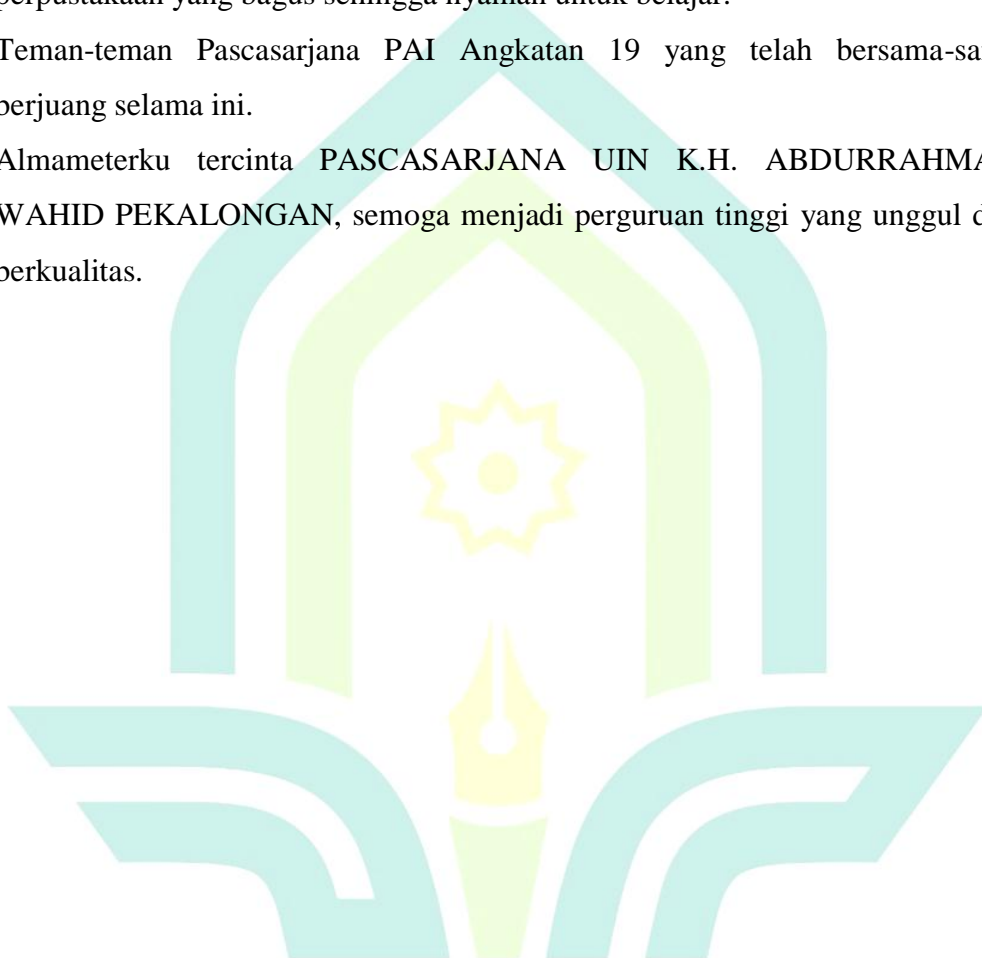 perpustakaan yang bagus sehingga nyaman untuk belajar.
Teman-teman Pascasarjana PAI Angkatan 19 yang telah bersama-sa
berjuang selama ini.
Almameterku tercinta PASCASARJANA UIN K.H. ABDURRAHMA
WAHID PEKALONGAN, semoga menjadi perguruan tinggi yang unggul d
berkualitas.